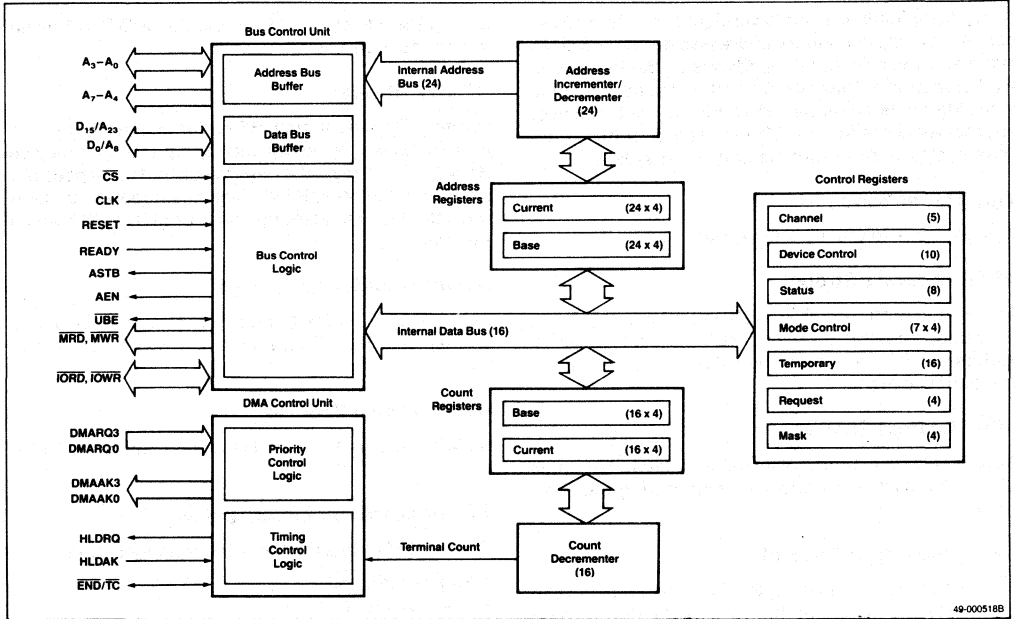 Bus Control Unit
A3–A0
A7–A4
D15/A23
D0/A8
CS
CLK
RESET
READY
ASTB
AEN
UBE
MRD, MWR
IORD, IOWR
Address Bus
Buffer
Data Bus
Buffer
Bus Control
Logic
Internal Address
Bus (24)
Address
Incrementer/
Decrementer
(24)
Address
Registers
Current (24 x 4)
Base (24 x 4)
Internal Data Bus (16)
Control Registers
Channel (5)
Device Control (10)
Status (8)
Mode Control (7 x 4)
Temporary (16)
Request (4)
Mask (4)
Count
Registers
Base (16 x 4)
Current (16 x 4)
DMA Control Unit
DMARQ3
DMARQ0
DMAAK3
DMAAK0
HLDRQ
HLDAK
END/TC
Priority
Control
Logic
Timing
Control
Logic
Terminal Count
Count
Decrementer
(16)
49-000518B